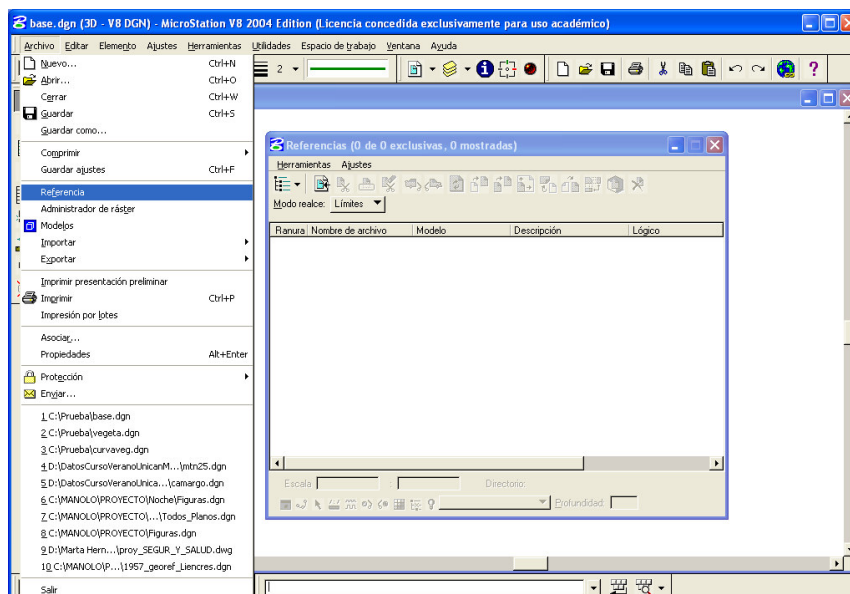 base.dgn (3D - V8 DGN) - MicroStation V8 2004 Edition (Licencia concedida exclusivamente para uso académico)
Archivo Editar Elemento Ajustes Herramientas Utilidades Espacio de trabajo Ventana Ayuda
Nuevo... Ctrl+N
Abrir... Ctrl+O
Cerrar Ctrl+W
Guardar Ctrl+S
Guardar como...
Comprimir
Guardar ajustes Ctrl+F
Referencia
Administrador de ráster
Modelos
Importar
Exportar
Imprimir presentación preliminar
Imprimir Ctrl+P
Impresión por lotes
Asociar...
Propiedades Alt+Enter
Protección
Enviar...
1 C:\Prueba\base.dgn
2 C:\Prueba\vegeta.dgn
3 C:\Prueba\curvaveg.dgn
4 D:\DatosCursoVeranoUnicanM...\mtn25.dgn
5 D:\DatosCursoVeranoUnica...\camargo.dgn
6 C:\MANOLO\PROYECTO\Noche\Figuras.dgn
7 C:\MANOLO\PROYECTO\...\Todos_Planos.dgn
8 C:\MANOLO\PROYECTO\Figuras.dgn
9 D:\Marta Hern...\proy_SEGUR_Y_SALUD.dwg
10 C:\MANOLO\P...\1957_georef_Liencres.dgn
Salir
2
Referencias (0 de 0 exclusivas, 0 mostradas)
Herramientas Ajustes
Modo realce: Límites
Ranura Nombre de archivo Modelo Descripción Lógico
Escala : Directorio:
Profundidad: